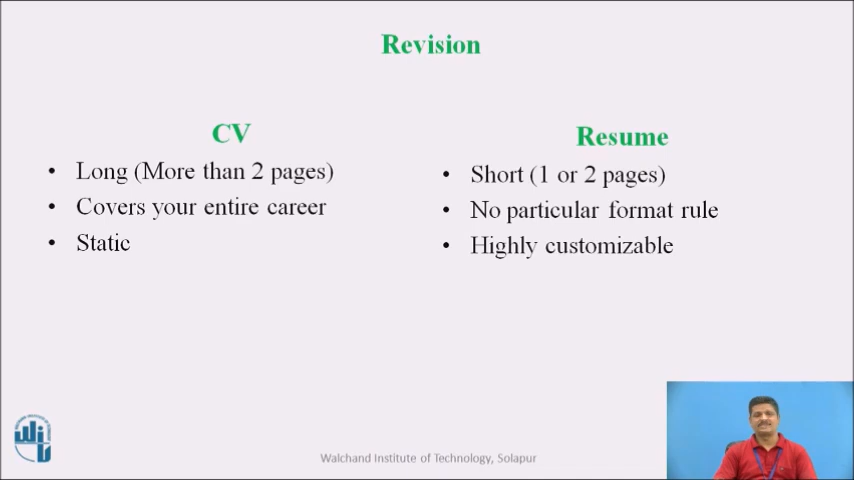 Revision
CV
• Long (More than 2 pages)
• Covers your entire career
• Static
Resume
• Short (1 or 2 pages)
• No particular format rule
• Highly customizable
Walchand Institute of Technology, Solapur